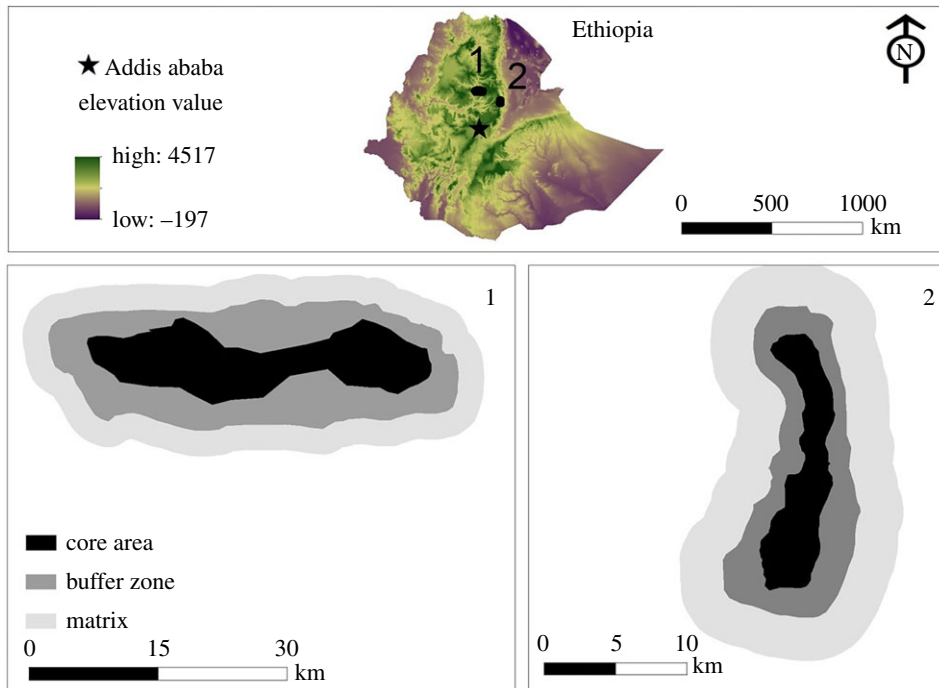 Ethiopia
N
★ Addis ababa
elevation value
high: 4517
low: –197
1
2
0 500 1000
km
1
core area
buffer zone
matrix
0 15 30
km
2
0 5 10
km